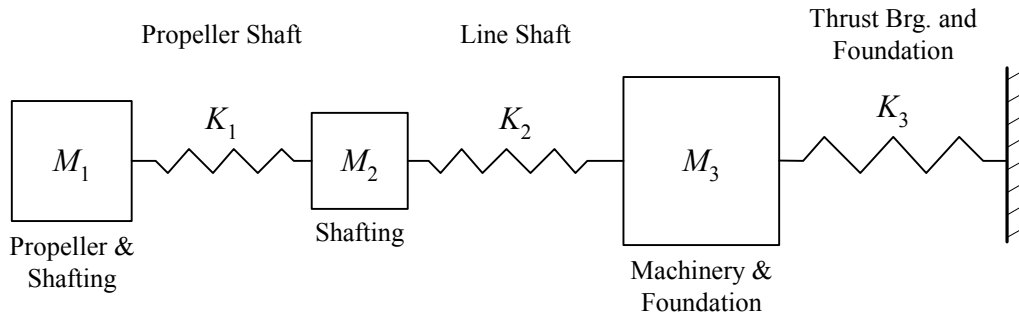 Propeller Shaft
Line Shaft
Thrust Brg. and
Foundation
K₁
K₂
K₃
M₁
M₂
M₃
Propeller &
Shafting
Shafting
Machinery &
Foundation